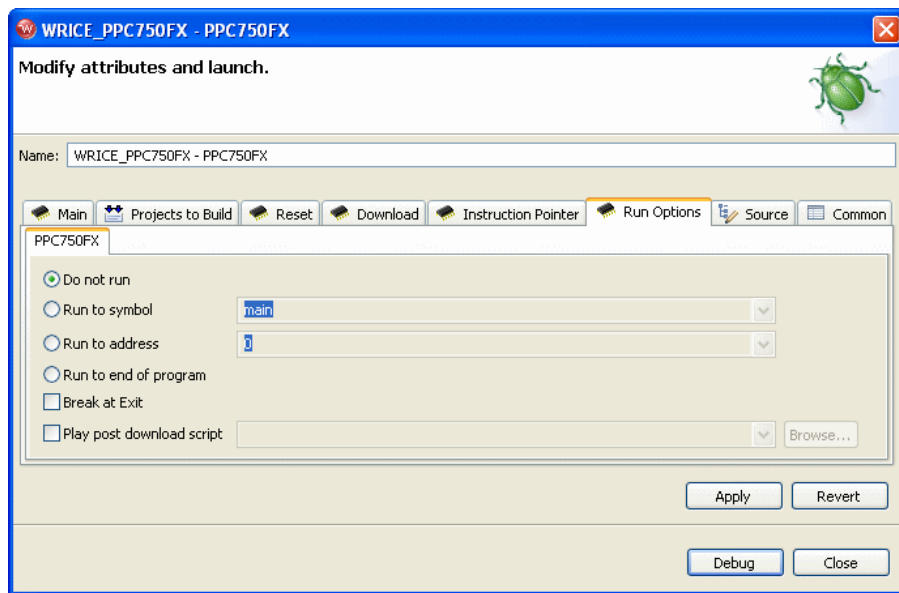 WRICE_PPC750FX - PPC750FX
Modify attributes and launch.
Name: WRICE_PPC750FX - PPC750FX
Main Projects to Build Reset Download Instruction Pointer Run Options Source Common
PPC750FX
Do not run
Run to symbol main
Run to address 0
Run to end of program
Break at Exit
Play post download script Browse...
Apply Revert
Debug Close